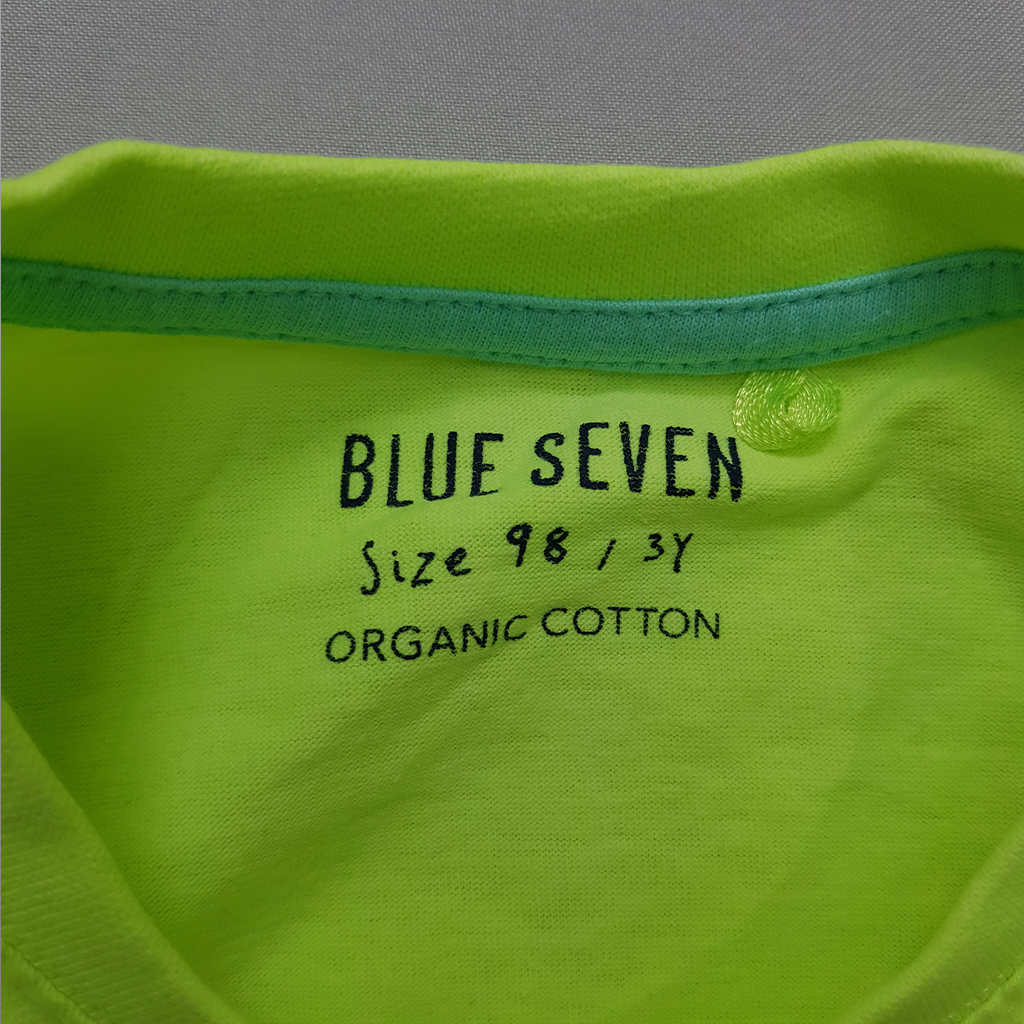 BLUE SEVEN
Size 98 / 3Y
ORGANIC COTTON